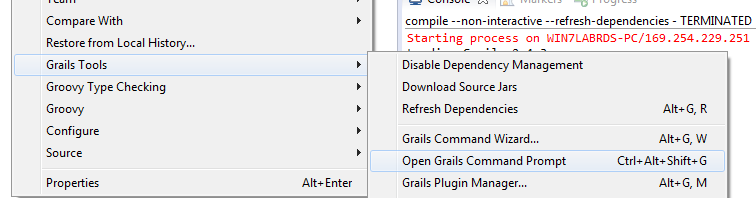 Team
Compare With
Restore from Local History...
Grails Tools
Groovy Type Checking
Groovy
Configure
Source
Properties Alt+Enter
Console Markers Progress
compile --non-interactive --refresh-dependencies - TERMINATED
Starting process on WIN7LABRDS-PC/169.254.229.251
Disable Dependency Management
Download Source Jars
Refresh Dependencies Alt+G, R
Grails Command Wizard... Alt+G, W
Open Grails Command Prompt Ctrl+Alt+Shift+G
Grails Plugin Manager... Alt+G, M